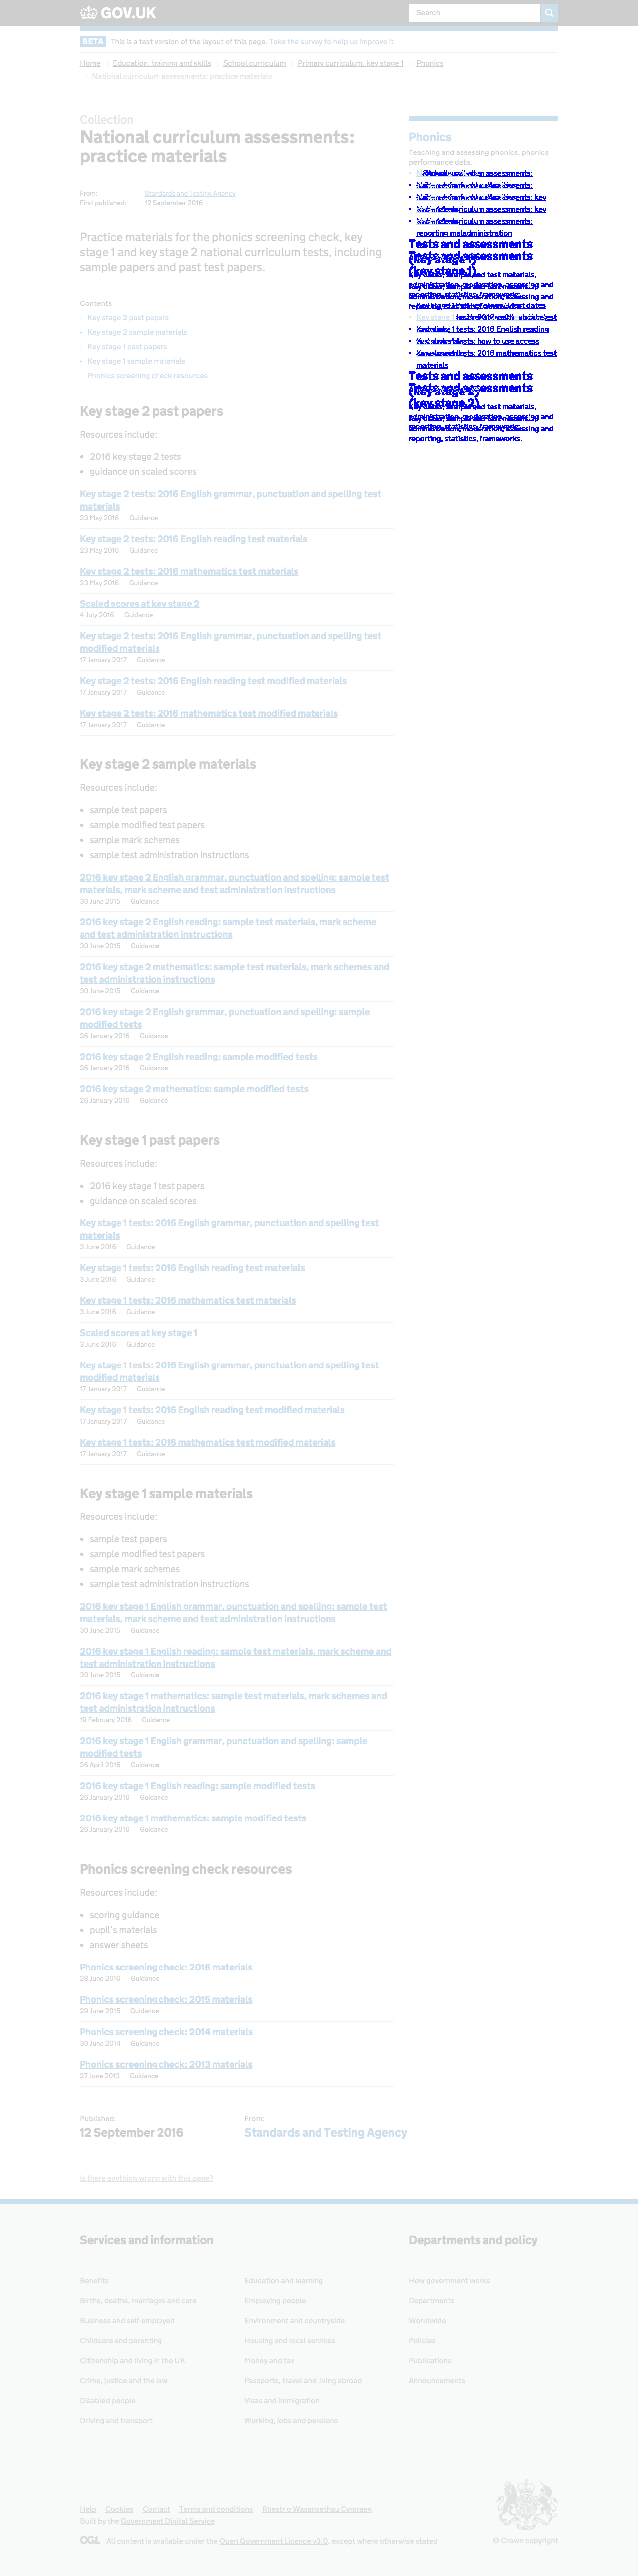 GOV.UK
Search
BETA This is a test version of the layout of this page. Take the survey to help us improve it
Home Education, training and skills School curriculum Primary curriculum, key stage 1 Phonics
National curriculum assessments: practice materials
Collection
National curriculum assessments:
practice materials
From: Standards and Testing Agency
First published: 12 September 2016
Practice materials for the phonics screening check, key
stage 1 and key stage 2 national curriculum tests, including
sample papers and past test papers.
Contents
- Key stage 2 past papers
- Key stage 2 sample materials
- Key stage 1 past papers
- Key stage 1 sample materials
- Phonics screening check resources
Key stage 2 past papers
Resources include:
• 2016 key stage 2 tests
• guidance on scaled scores
Key stage 2 tests: 2016 English grammar, punctuation and spelling test
materials
23 May 2016 Guidance
Key stage 2 tests: 2016 English reading test materials
23 May 2016 Guidance
Key stage 2 tests: 2016 mathematics test materials
23 May 2016 Guidance
Scaled scores at key stage 2
4 July 2016 Guidance
Key stage 2 tests: 2016 English grammar, punctuation and spelling test
modified materials
17 January 2017 Guidance
Key stage 2 tests: 2016 English reading test modified materials
17 January 2017 Guidance
Key stage 2 tests: 2016 mathematics test modified materials
17 January 2017 Guidance
Key stage 2 sample materials
Resources include:
• sample test papers
• sample modified test papers
• sample mark schemes
• sample test administration instructions
2016 key stage 2 English grammar, punctuation and spelling: sample test
materials, mark scheme and test administration instructions
30 June 2015 Guidance
2016 key stage 2 English reading: sample test materials, mark scheme
and test administration instructions
30 June 2015 Guidance
2016 key stage 2 mathematics: sample test materials, mark schemes and
test administration instructions
30 June 2015 Guidance
2016 key stage 2 English grammar, punctuation and spelling: sample
modified tests
26 January 2016 Guidance
2016 key stage 2 English reading: sample modified tests
26 January 2016 Guidance
2016 key stage 2 mathematics: sample modified tests
26 January 2016 Guidance
Key stage 1 past papers
Resources include:
• 2016 key stage 1 test papers
• guidance on scaled scores
Key stage 1 tests: 2016 English grammar, punctuation and spelling test
materials
3 June 2016 Guidance
Key stage 1 tests: 2016 English reading test materials
3 June 2016 Guidance
Key stage 1 tests: 2016 mathematics test materials
3 June 2016 Guidance
Scaled scores at key stage 1
3 June 2016 Guidance
Key stage 1 tests: 2016 English grammar, punctuation and spelling test
modified materials
17 January 2017 Guidance
Key stage 1 tests: 2016 English reading test modified materials
17 January 2017 Guidance
Key stage 1 tests: 2016 mathematics test modified materials
17 January 2017 Guidance
Key stage 1 sample materials
Resources include:
• sample test papers
• sample modified test papers
• sample mark schemes
• sample test administration instructions
2016 key stage 1 English grammar, punctuation and spelling: sample test
materials, mark scheme and test administration instructions
30 June 2015 Guidance
2016 key stage 1 English reading: sample test materials, mark scheme and
test administration instructions
30 June 2015 Guidance
2016 key stage 1 mathematics: sample test materials, mark schemes and
test administration instructions
19 February 2016 Guidance
2016 key stage 1 English grammar, punctuation and spelling: sample
modified tests
26 April 2016 Guidance
2016 key stage 1 English reading: sample modified tests
26 January 2016 Guidance
2016 key stage 1 mathematics: sample modified tests
26 January 2016 Guidance
Phonics screening check resources
Resources include:
• scoring guidance
• pupil's materials
• answer sheets
Phonics screening check: 2016 materials
28 June 2016 Guidance
Phonics screening check: 2015 materials
29 June 2015 Guidance
Phonics screening check: 2014 materials
30 June 2014 Guidance
Phonics screening check: 2013 materials
27 June 2013 Guidance
Phonics
Teaching and assessing phonics, phonics
performance data.
assessments:
assessments:
curriculum assessments: key
curriculum assessments: key
curriculum assessments:
reporting maladministration
Tests and assessments
Tests and assessments
(key stage 1)
test dates
tests: 2016 English reading
tests: how to use access
tests: 2016 mathematics test
materials
Tests and assessments
Tests and assessments
(key stage 2)
reporting, statistics, frameworks.
Published: From:
12 September 2016 Standards and Testing Agency
Is there anything wrong with this page?
Services and information
Benefits
Births, deaths, marriages and care
Business and self-employed
Childcare and parenting
Citizenship and living in the UK
Crime, justice and the law
Disabled people
Driving and transport
Education and learning
Employing people
Environment and countryside
Housing and local services
Money and tax
Passports, travel and living abroad
Visas and immigration
Working, jobs and pensions
Departments and policy
How government works
Departments
Worldwide
Policies
Publications
Announcements
Help Cookies Contact Terms and conditions Rhestr o Wasanaethau Cymraeg
Built by the Government Digital Service
OGL All content is available under the Open Government Licence v3.0, except where otherwise stated
© Crown copyright